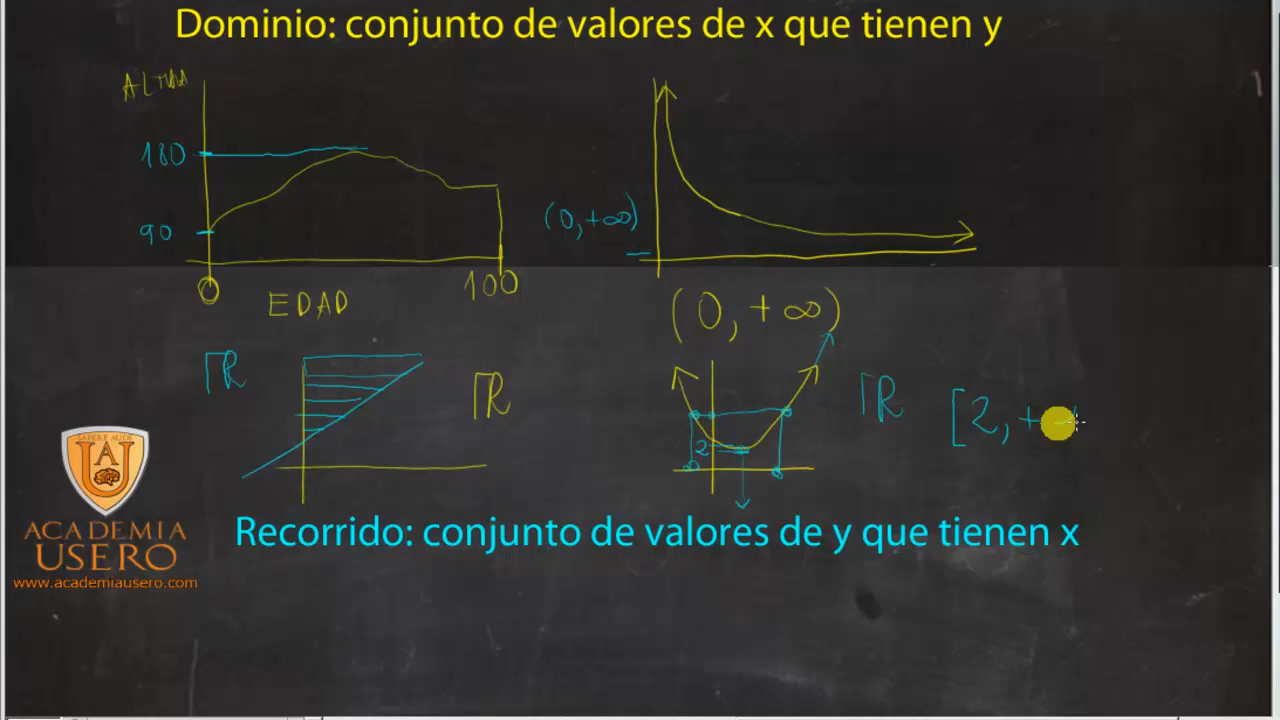 Dominio: conjunto de valores de x que tienen y
ALTURA
180
90
0
EDAD
100
(0,+∞)
(0,+∞)
ℝ
ℝ
2
ℝ
[2,+
SAPERE AUDE
UA
ACADEMIA
USERO
www.academiausero.com
Recorrido: conjunto de valores de y que tienen x